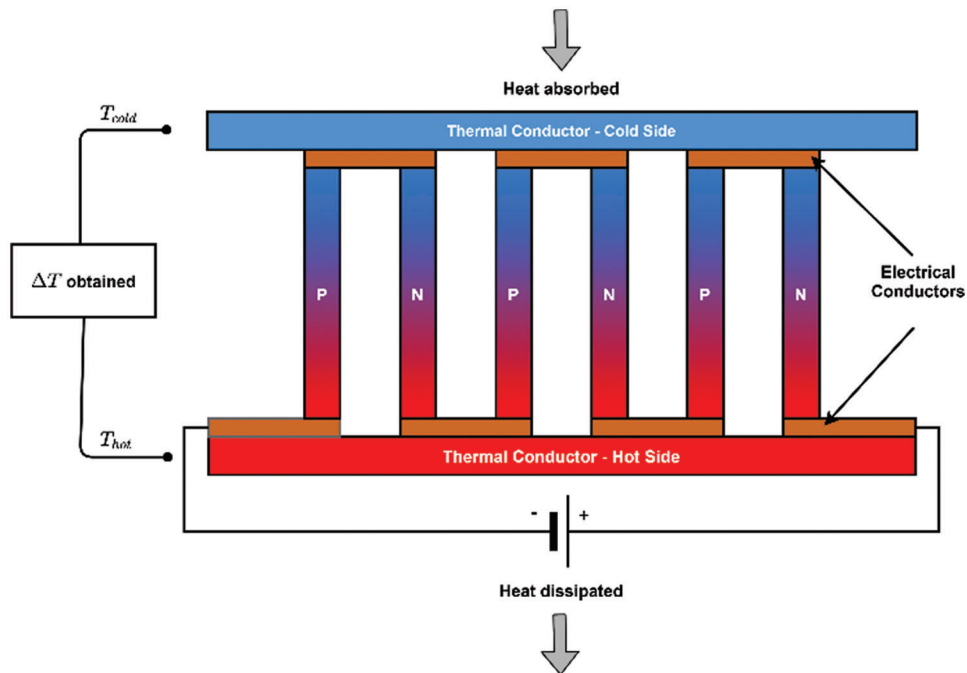 Heat absorbed
T_cold
Thermal Conductor - Cold Side
ΔT obtained
P
N
P
N
P
N
Electrical
Conductors
T_hot
Thermal Conductor - Hot Side
- +
Heat dissipated